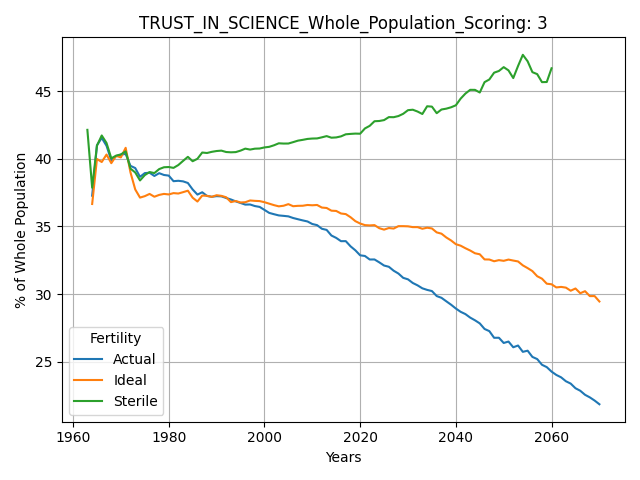 TRUST_IN_SCIENCE_Whole_Population_Scoring: 3
% of Whole Population
45
40
35
30
25
Fertility
Actual
Ideal
Sterile
1960
1980
2000
2020
2040
2060
Years